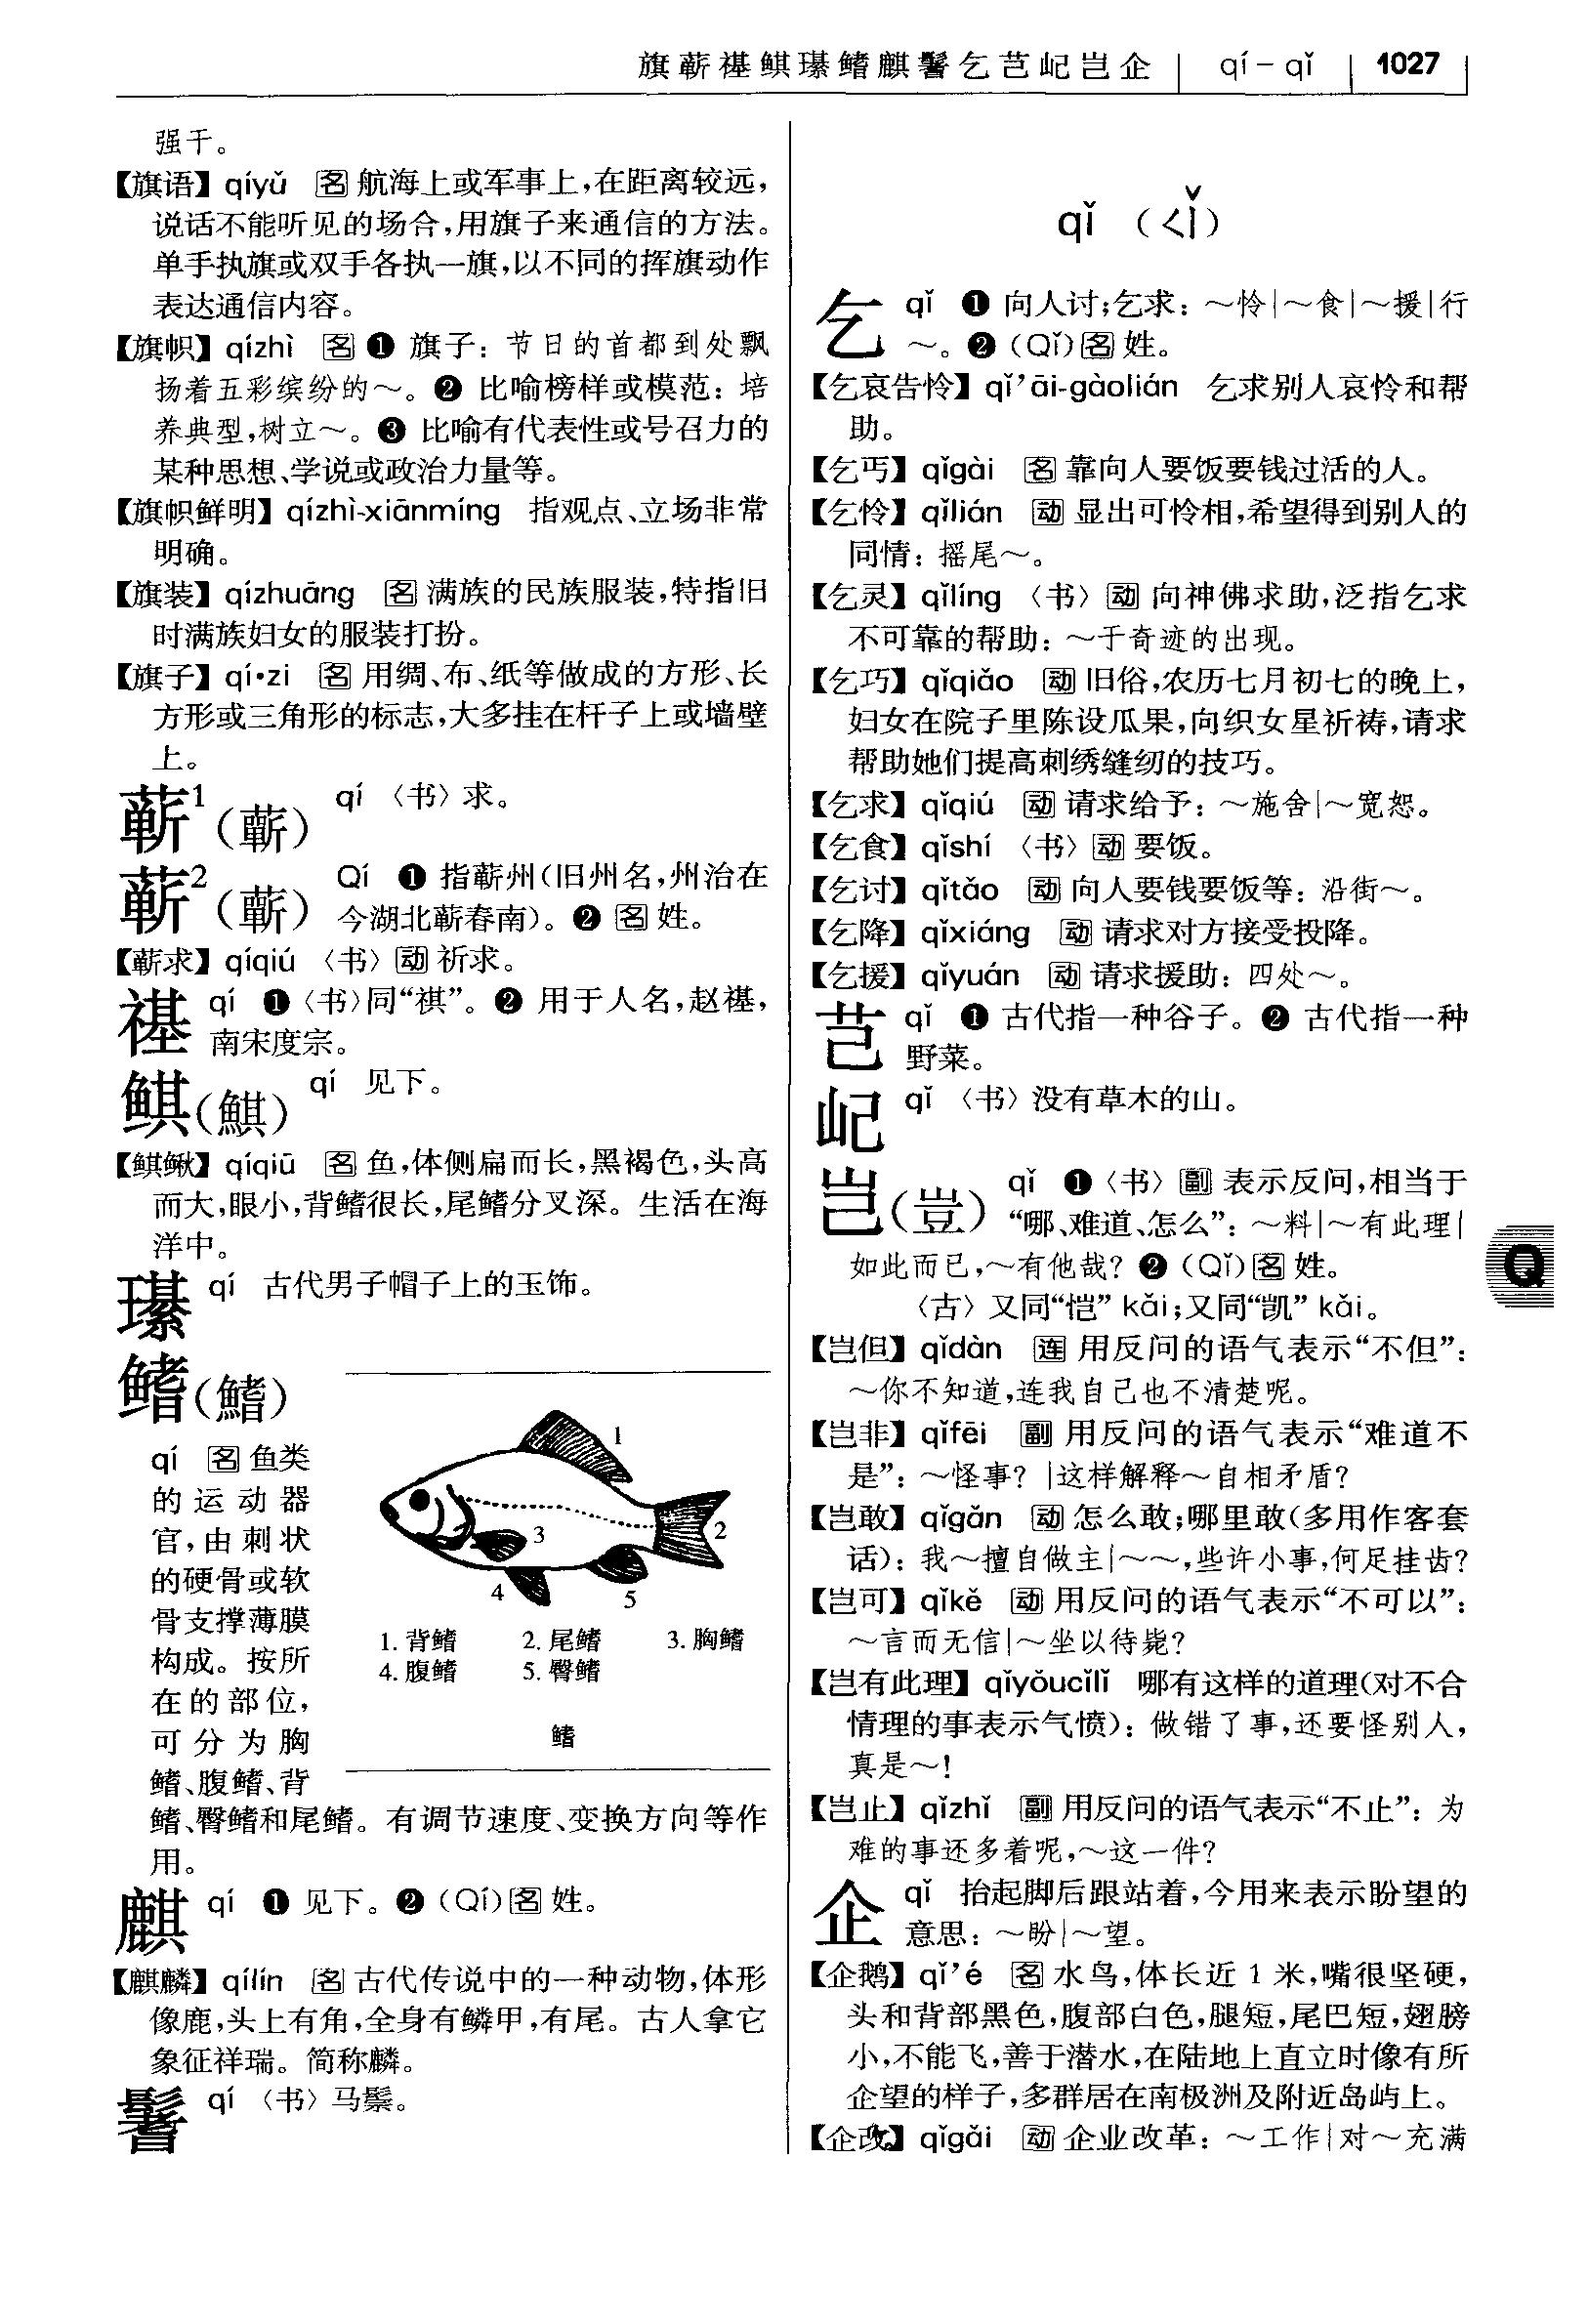 旗蕲禥鲯璂鳍麒鬐乞芑屺岂企 qí－qǐ 1027
强干。
【旗语】qíyǔ 名 航海上或军事上，在距离较远，
说话不能听见的场合，用旗子来通信的方法。
单手执旗或双手各执一旗，以不同的挥旗动作
表达通信内容。
【旗帜】qízhì 名 ❶ 旗子：节日的首都到处飘
扬着五彩缤纷的～。❷ 比喻榜样或模范：培
养典型，树立～。❸ 比喻有代表性或号召力的
某种思想、学说或政治力量等。
【旗帜鲜明】qízhì-xiānmíng 指观点、立场非常
明确。
【旗装】qízhuāng 名 满族的民族服装，特指旧
时满族妇女的服装打扮。
【旗子】qí·zi 名 用绸、布、纸等做成的方形、长
方形或三角形的标志，大多挂在杆子上或墙壁
上。
蕲1（蘄） qí 〈书〉求。
蕲2（蘄） Qí ❶ 指蕲州（旧州名，州治在
今湖北蕲春南）。❷ 名 姓。
【蕲求】qíqiú 〈书〉动 祈求。
禥 qí ❶〈书〉同“祺”。❷ 用于人名，赵禥，
南宋度宗。
鲯（鯕） qí 见下。
【鲯鳅】qíqiū 名 鱼，体侧扁而长，黑褐色，头高
而大，眼小，背鳍很长，尾鳍分叉深。生活在海
洋中。
璂 qí 古代男子帽子上的玉饰。
鳍（鰭）
qí 名 鱼类
的运动器
官，由刺状
的硬骨或软
骨支撑薄膜
构成。按所
在的部位，
可分为胸
鳍、腹鳍、背
鳍、臀鳍和尾鳍。有调节速度、变换方向等作
用。
1
2
3
4
5
1. 背鳍 2. 尾鳍 3. 胸鳍
4. 腹鳍 5. 臀鳍
鳍
麒 qí ❶ 见下。❷（Qí）名 姓。
【麒麟】qílín 名 古代传说中的一种动物，体形
像鹿，头上有角，全身有鳞甲，有尾。古人拿它
象征祥瑞。简称麟。
鬐 qí 〈书〉马鬃。
qǐ （ㄑㄧˇ）
乞 qǐ ❶ 向人讨；乞求：～怜|～食|～援|行
～。❷（Qǐ）名 姓。
【乞哀告怜】qǐ’āi-gàolián 乞求别人哀怜和帮
助。
【乞丐】qǐgài 名 靠向人要饭要钱过活的人。
【乞怜】qǐlián 动 显出可怜相，希望得到别人的
同情：摇尾～。
【乞灵】qǐlíng 〈书〉动 向神佛求助，泛指乞求
不可靠的帮助：～于奇迹的出现。
【乞巧】qǐqiǎo 动 旧俗，农历七月初七的晚上，
妇女在院子里陈设瓜果，向织女星祈祷，请求
帮助她们提高刺绣缝纫的技巧。
【乞求】qǐqiú 动 请求给予：～施舍|～宽恕。
【乞食】qǐshí 〈书〉动 要饭。
【乞讨】qǐtǎo 动 向人要钱要饭等：沿街～。
【乞降】qǐxiáng 动 请求对方接受投降。
【乞援】qǐyuán 动 请求援助：四处～。
芑 qǐ ❶ 古代指一种谷子。❷ 古代指一种
野菜。
屺 qǐ 〈书〉没有草木的山。
岂（豈） qǐ ❶〈书〉副 表示反问，相当于
“哪、难道、怎么”：～料|～有此理|
如此而已，～有他哉？❷（Qǐ）名 姓。
〈古〉又同“恺” kǎi；又同“凯” kǎi。
【岂但】qǐdàn 连 用反问的语气表示“不但”：
～你不知道，连我自己也不清楚呢。
【岂非】qǐfēi 副 用反问的语气表示“难道不
是”：～怪事？|这样解释～自相矛盾？
【岂敢】qǐgǎn 动 怎么敢；哪里敢（多用作客套
话）：我～擅自做主|～～，些许小事，何足挂齿？
【岂可】qǐkě 动 用反问的语气表示“不可以”：
～言而无信|～坐以待毙？
【岂有此理】qǐyǒucǐlǐ 哪有这样的道理（对不合
情理的事表示气愤）：做错了事，还要怪别人，
真是～！
【岂止】qǐzhǐ 副 用反问的语气表示“不止”：为
难的事还多着呢，～这一件？
企 qǐ 抬起脚后跟站着，今用来表示盼望的
意思：～盼|～望。
【企鹅】qǐ’é 名 水鸟，体长近 1 米，嘴很坚硬，
头和背部黑色，腹部白色，腿短，尾巴短，翅膀
小，不能飞，善于潜水，在陆地上直立时像有所
企望的样子，多群居在南极洲及附近岛屿上。
【企改】qǐgǎi 动 企业改革：～工作|对～充满
Q